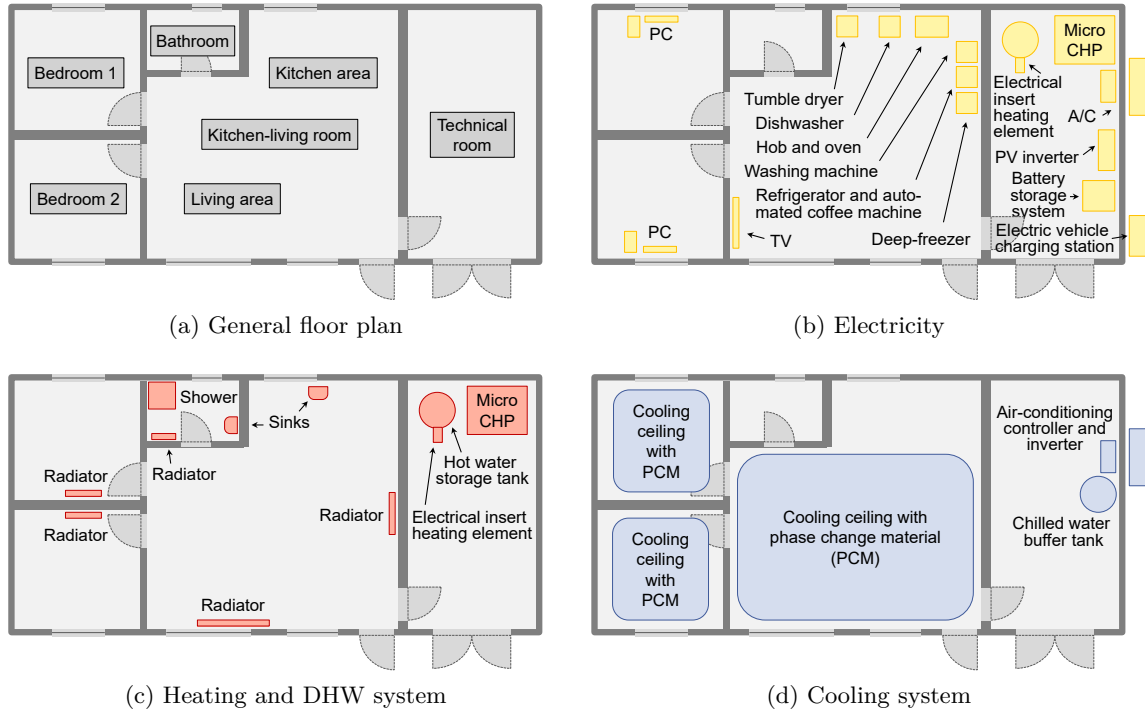 Bathroom
Bedroom 1
Kitchen area
Kitchen-living room
Technical
room
Bedroom 2
Living area
(a) General floor plan
PC
Micro
CHP
Tumble dryer
Electrical
insert
heating
element
A/C
Dishwasher
Hob and oven
PV inverter
Washing machine
Battery
storage
system
Refrigerator and auto-
mated coffee machine
PC
TV
Deep-freezer
Electric vehicle
charging station
(b) Electricity
Shower
Sinks
Micro
CHP
Radiator
Radiator
Hot water
storage tank
Radiator
Radiator
Electrical insert
heating element
Radiator
(c) Heating and DHW system
Cooling
ceiling
with
PCM
Air-conditioning
controller and
inverter
Cooling ceiling with
phase change material
(PCM)
Chilled water
buffer tank
Cooling
ceiling
with
PCM
(d) Cooling system